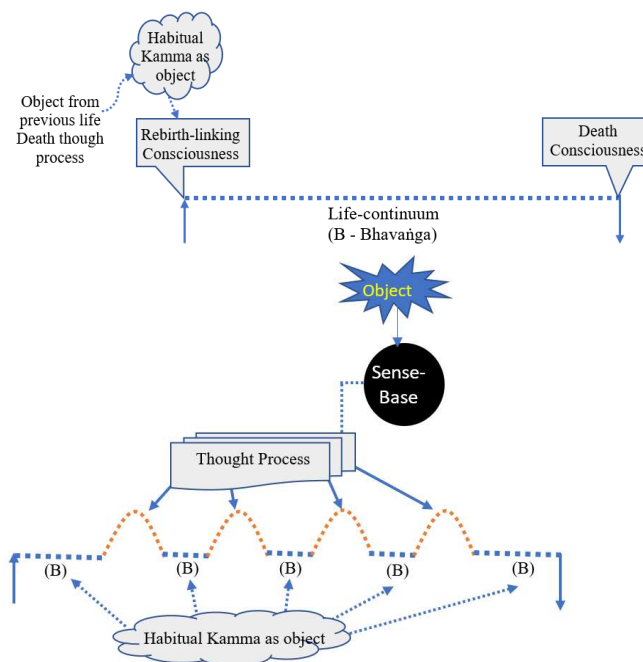 Habitual
Kamma as
object
Object from
previous life
Death though
process
Rebirth-linking
Consciousness
Death
Consciousness
Life-continuum
(B - Bhavaṅga)
Object
Sense-
Base
Thought Process
(B)
(B)
(B)
(B)
(B)
Habitual Kamma as object